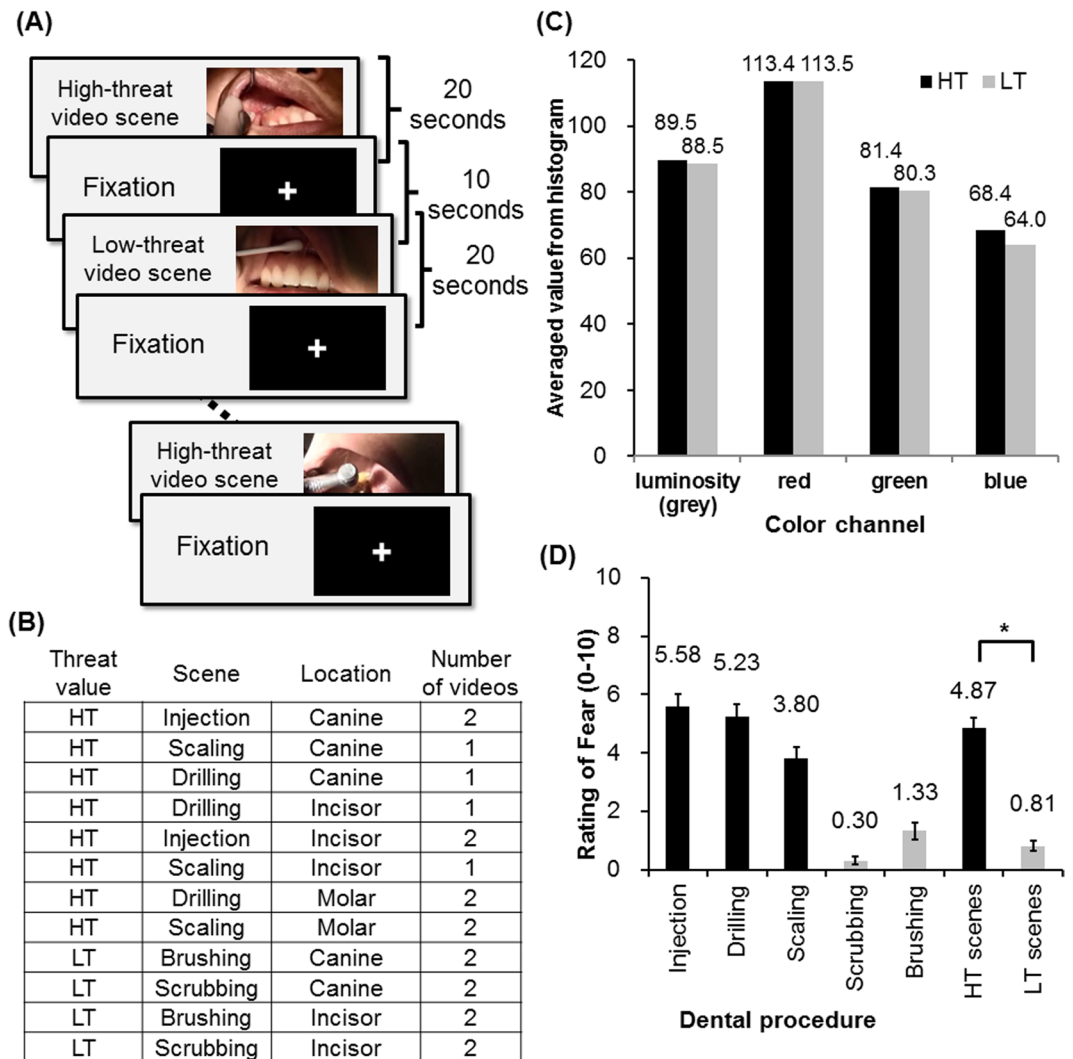 (A)
High-threat
video scene
20
seconds
Fixation
10
seconds
Low-threat
video scene
20
seconds
Fixation
High-threat
video scene
Fixation
(B)
Threat value Scene Location Number of videos
HT Injection Canine 2
HT Scaling Canine 1
HT Drilling Canine 1
HT Drilling Incisor 1
HT Injection Incisor 2
HT Scaling Incisor 1
HT Drilling Molar 2
HT Scaling Molar 2
LT Brushing Canine 2
LT Scrubbing Canine 2
LT Brushing Incisor 2
LT Scrubbing Incisor 2
(C)
Averaged value from histogram
120
100
80
60
40
20
0
HT LT
89.5
88.5
113.4 113.5
81.4
80.3
68.4
64.0
luminosity (grey) red green blue
Color channel
(D)
Rating of Fear (0-10)
10
8
6
4
2
0
5.58
5.23
3.80
0.30
1.33
4.87
0.81
*
Injection
Drilling
Scaling
Scrubbing
Brushing
HT scenes
LT scenes
Dental procedure